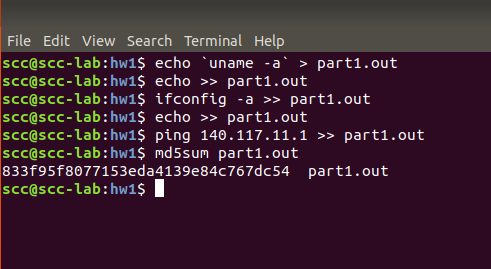 File Edit View Search Terminal Help
scc@scc-lab:hw1$ echo `uname -a` > part1.out
scc@scc-lab:hw1$ echo >> part1.out
scc@scc-lab:hw1$ ifconfig -a >> part1.out
scc@scc-lab:hw1$ echo >> part1.out
scc@scc-lab:hw1$ ping 140.117.11.1 >> part1.out
scc@scc-lab:hw1$ md5sum part1.out
833f95f8077153eda4139e84c767dc54  part1.out
scc@scc-lab:hw1$